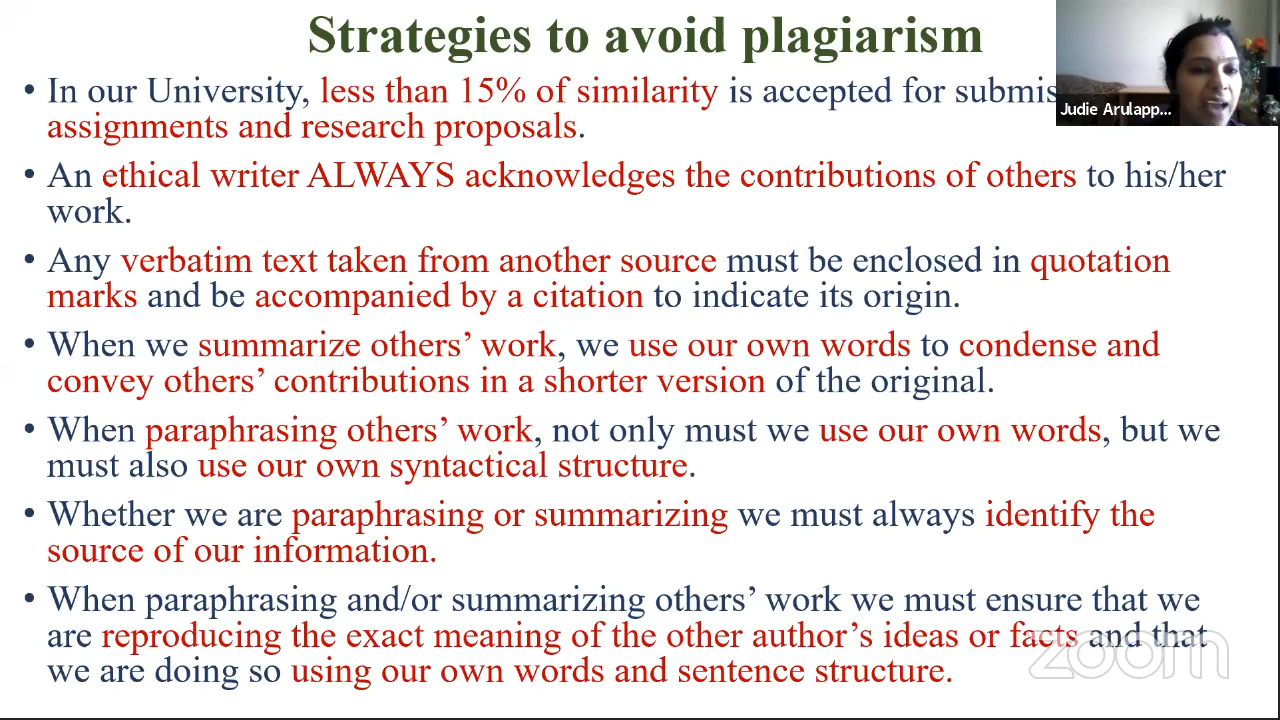 Strategies to avoid plagiarism
• In our University, less than 15% of similarity is accepted for submis
assignments and research proposals.
• An ethical writer ALWAYS acknowledges the contributions of others to his/her
work.
• Any verbatim text taken from another source must be enclosed in quotation
marks and be accompanied by a citation to indicate its origin.
• When we summarize others’ work, we use our own words to condense and
convey others’ contributions in a shorter version of the original.
• When paraphrasing others’ work, not only must we use our own words, but we
must also use our own syntactical structure.
• Whether we are paraphrasing or summarizing we must always identify the
source of our information.
• When paraphrasing and/or summarizing others’ work we must ensure that we
are reproducing the exact meaning of the other author’s ideas or facts and that
we are doing so using our own words and sentence structure.
Judie Arulapp...
zoom